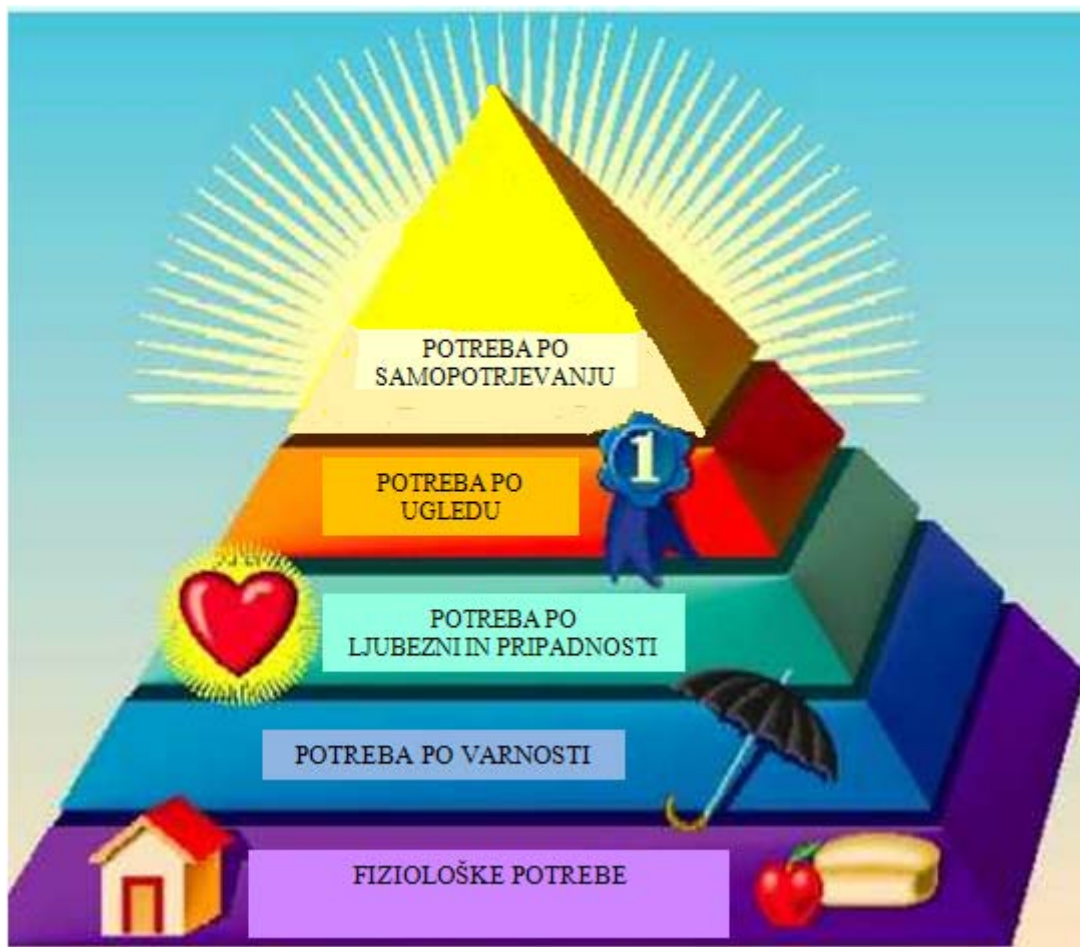 POTREBA PO
SAMOPOTRJEVANJU
1
POTREBA PO
UGLEDU
POTREBA PO
LJUBEZNI IN PRIPADNOSTI
POTREBA PO VARNOSTI
FIZIOLOŠKE POTREBE